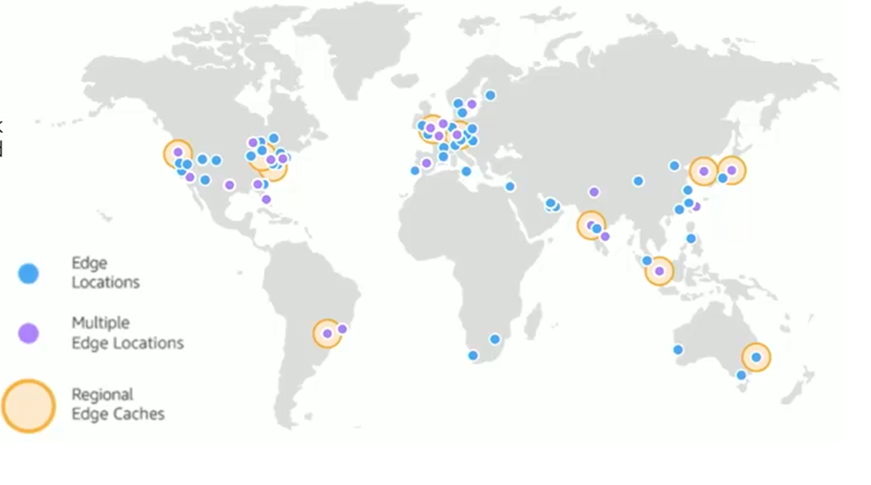 Edge
Locations
Multiple
Edge Locations
Regional
Edge Caches